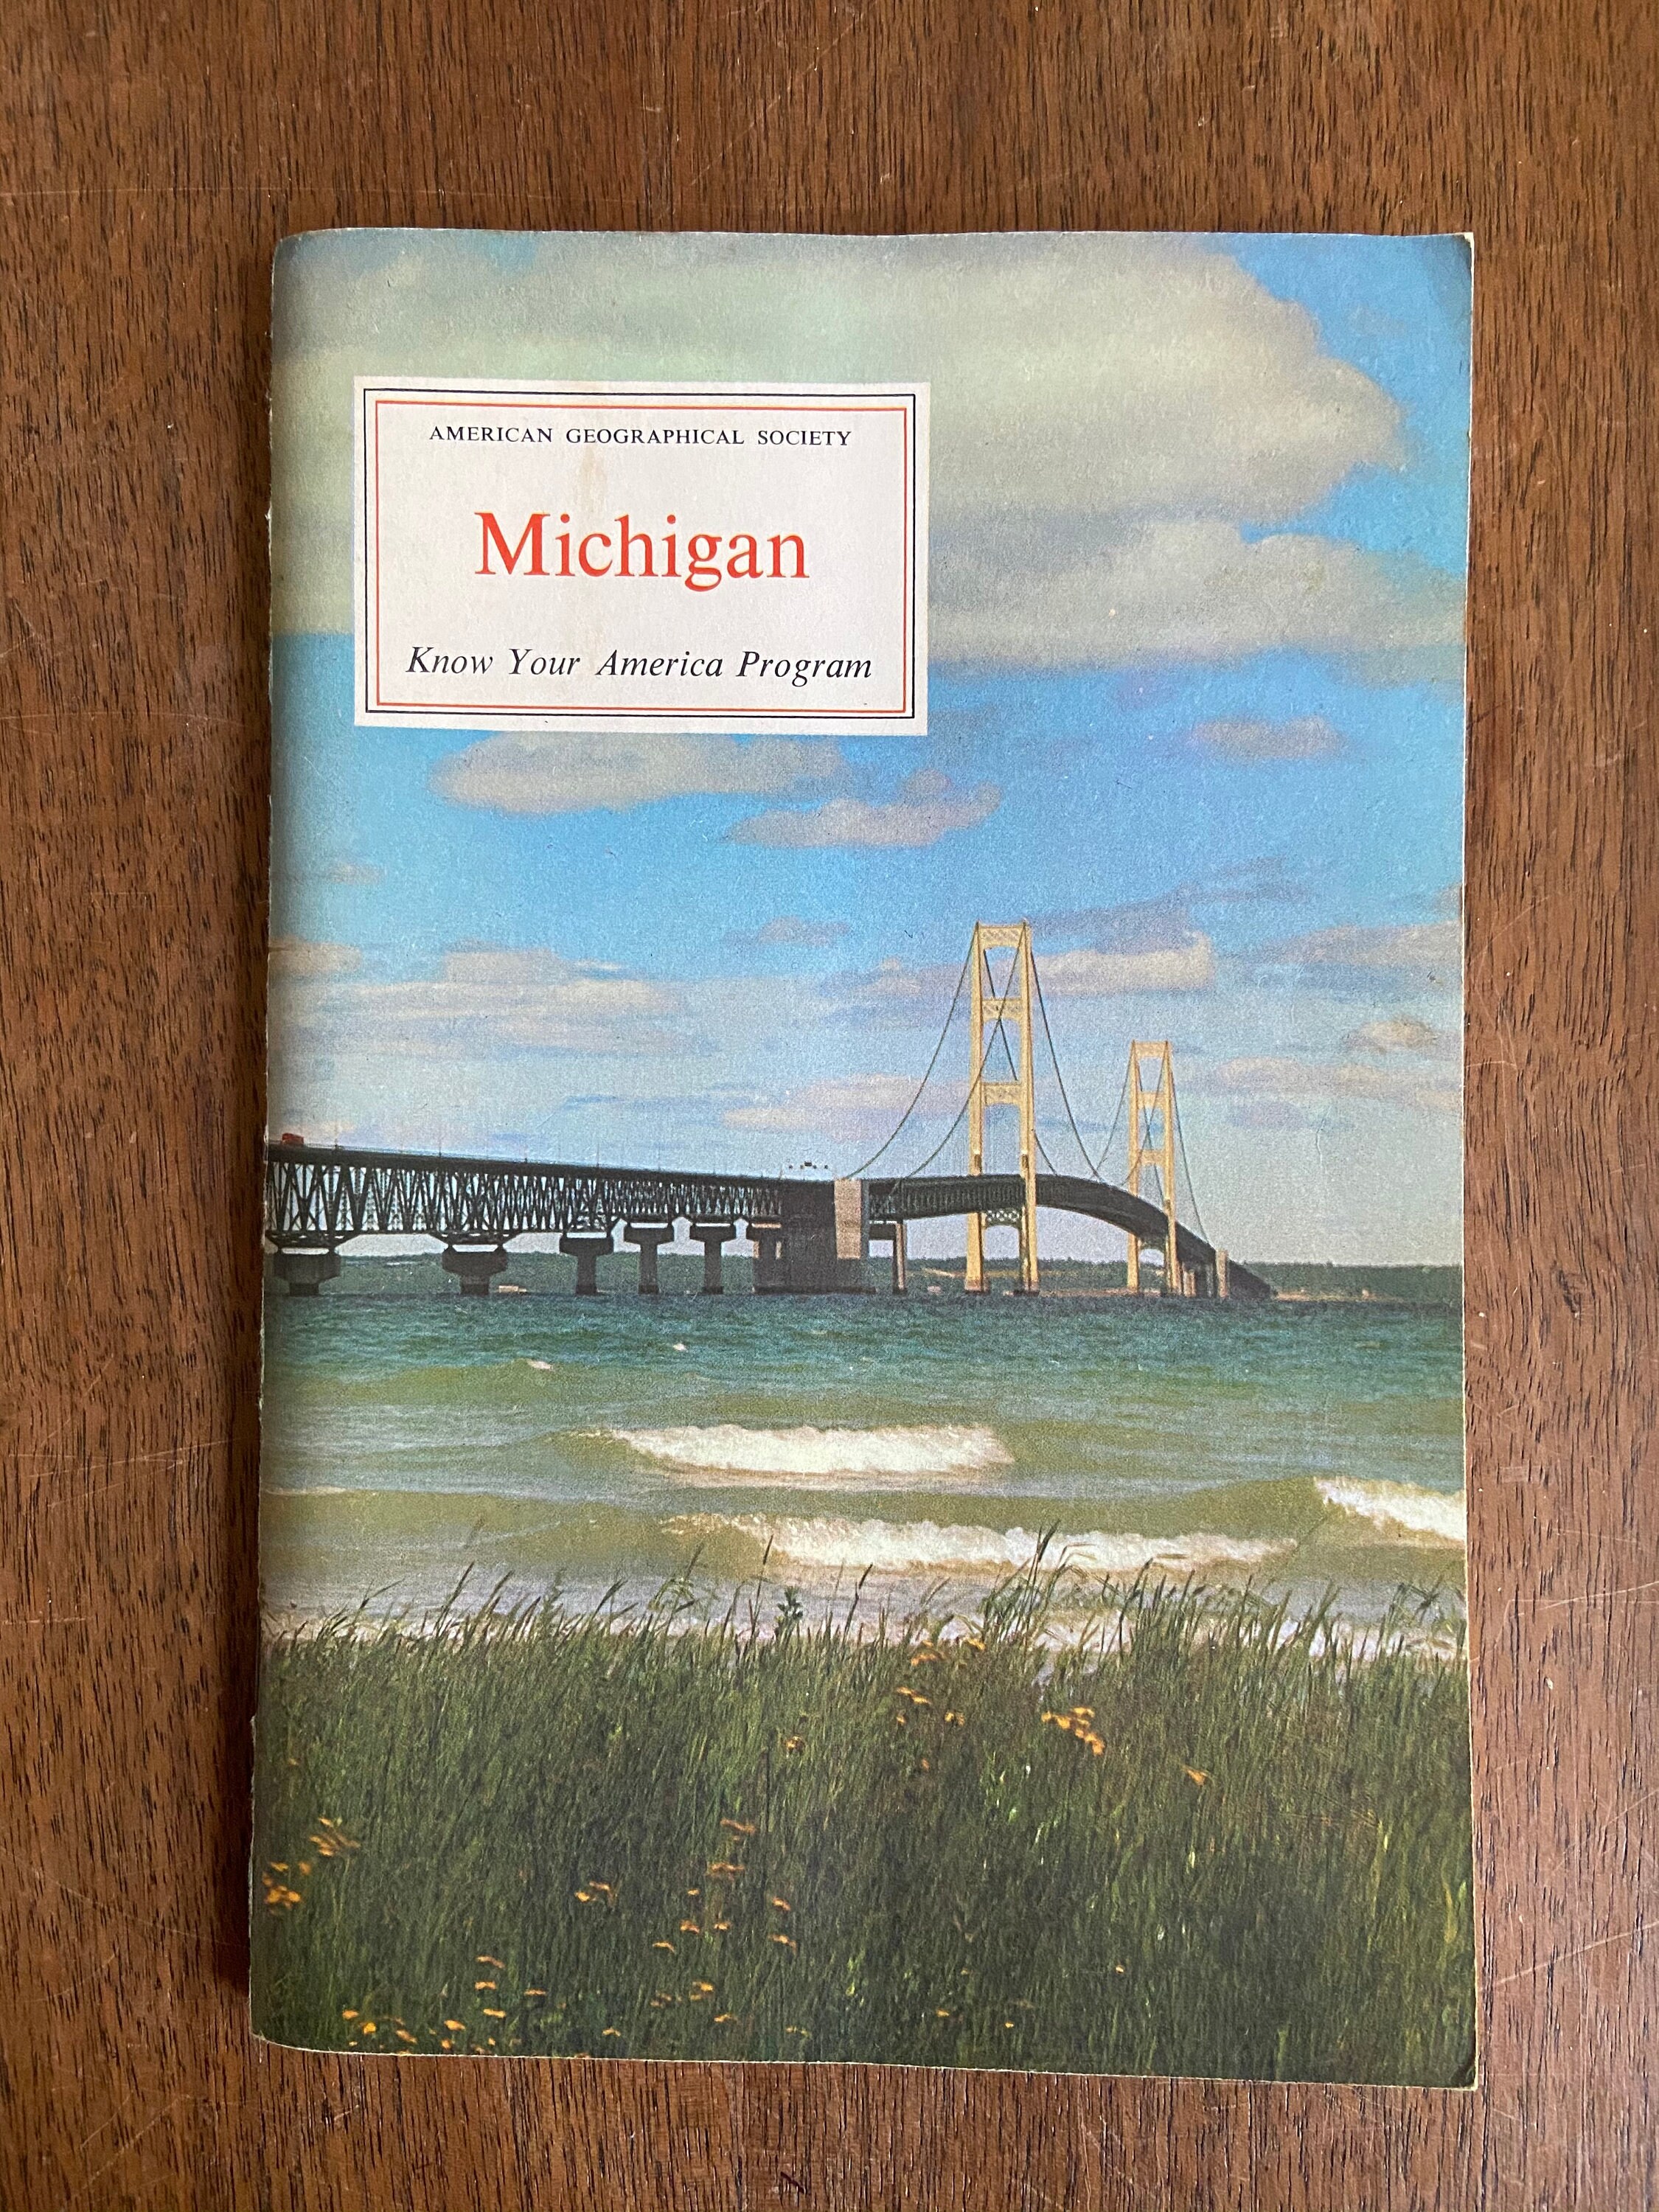 AMERICAN GEOGRAPHICAL SOCIETY
Michigan
Know Your America Program